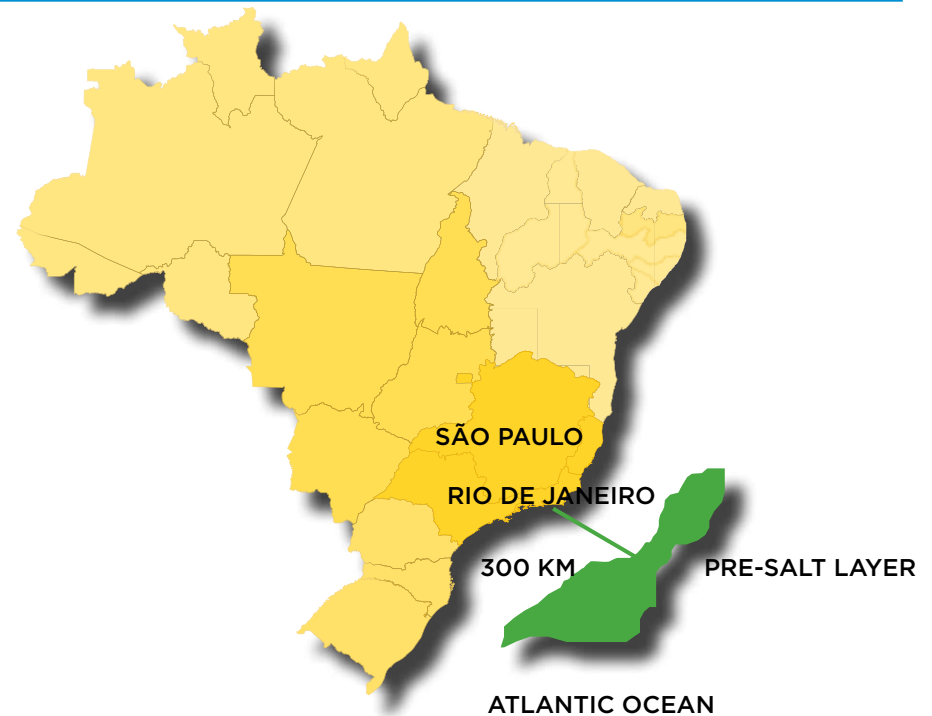 SÃO PAULO
RIO DE JANEIRO
300 KM
PRE-SALT LAYER
ATLANTIC OCEAN